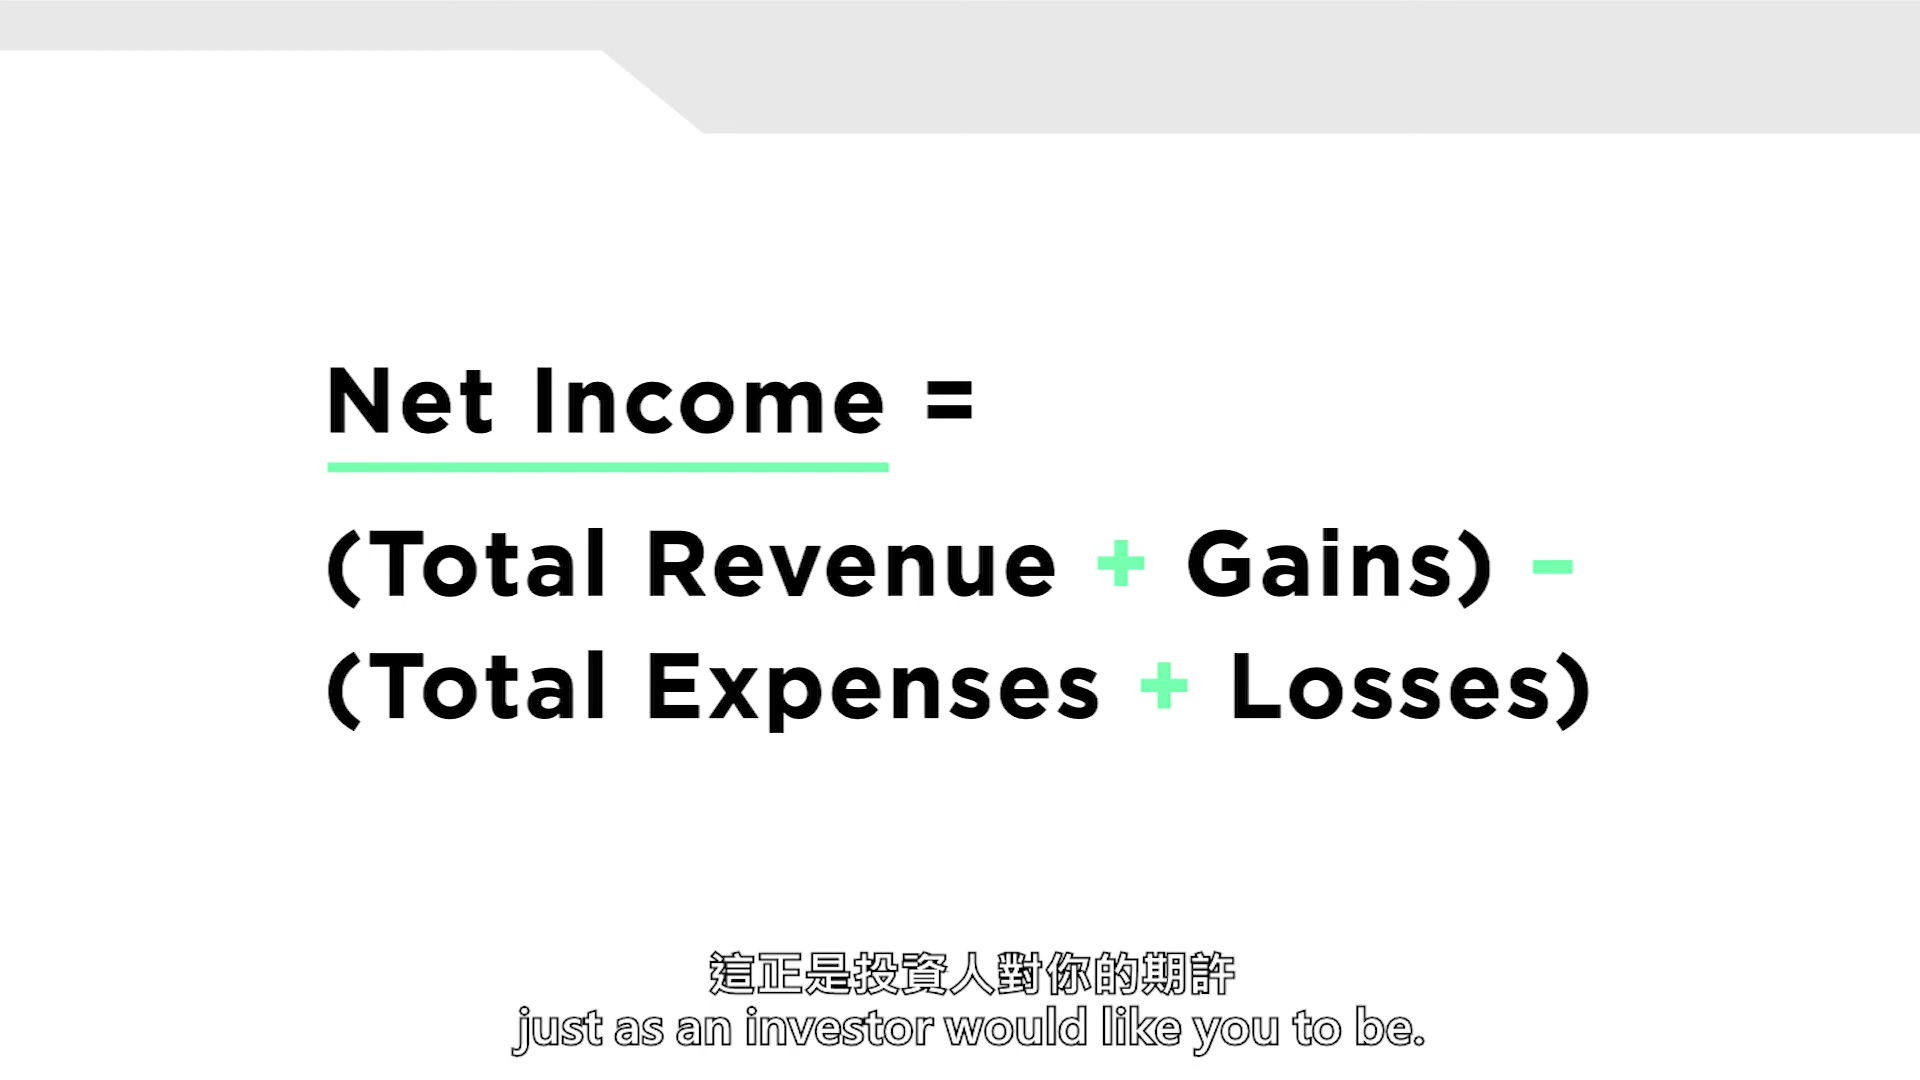 Net Income =
(Total Revenue + Gains) –
(Total Expenses + Losses)
這正是投資人對你的期許
just as an investor would like you to be.